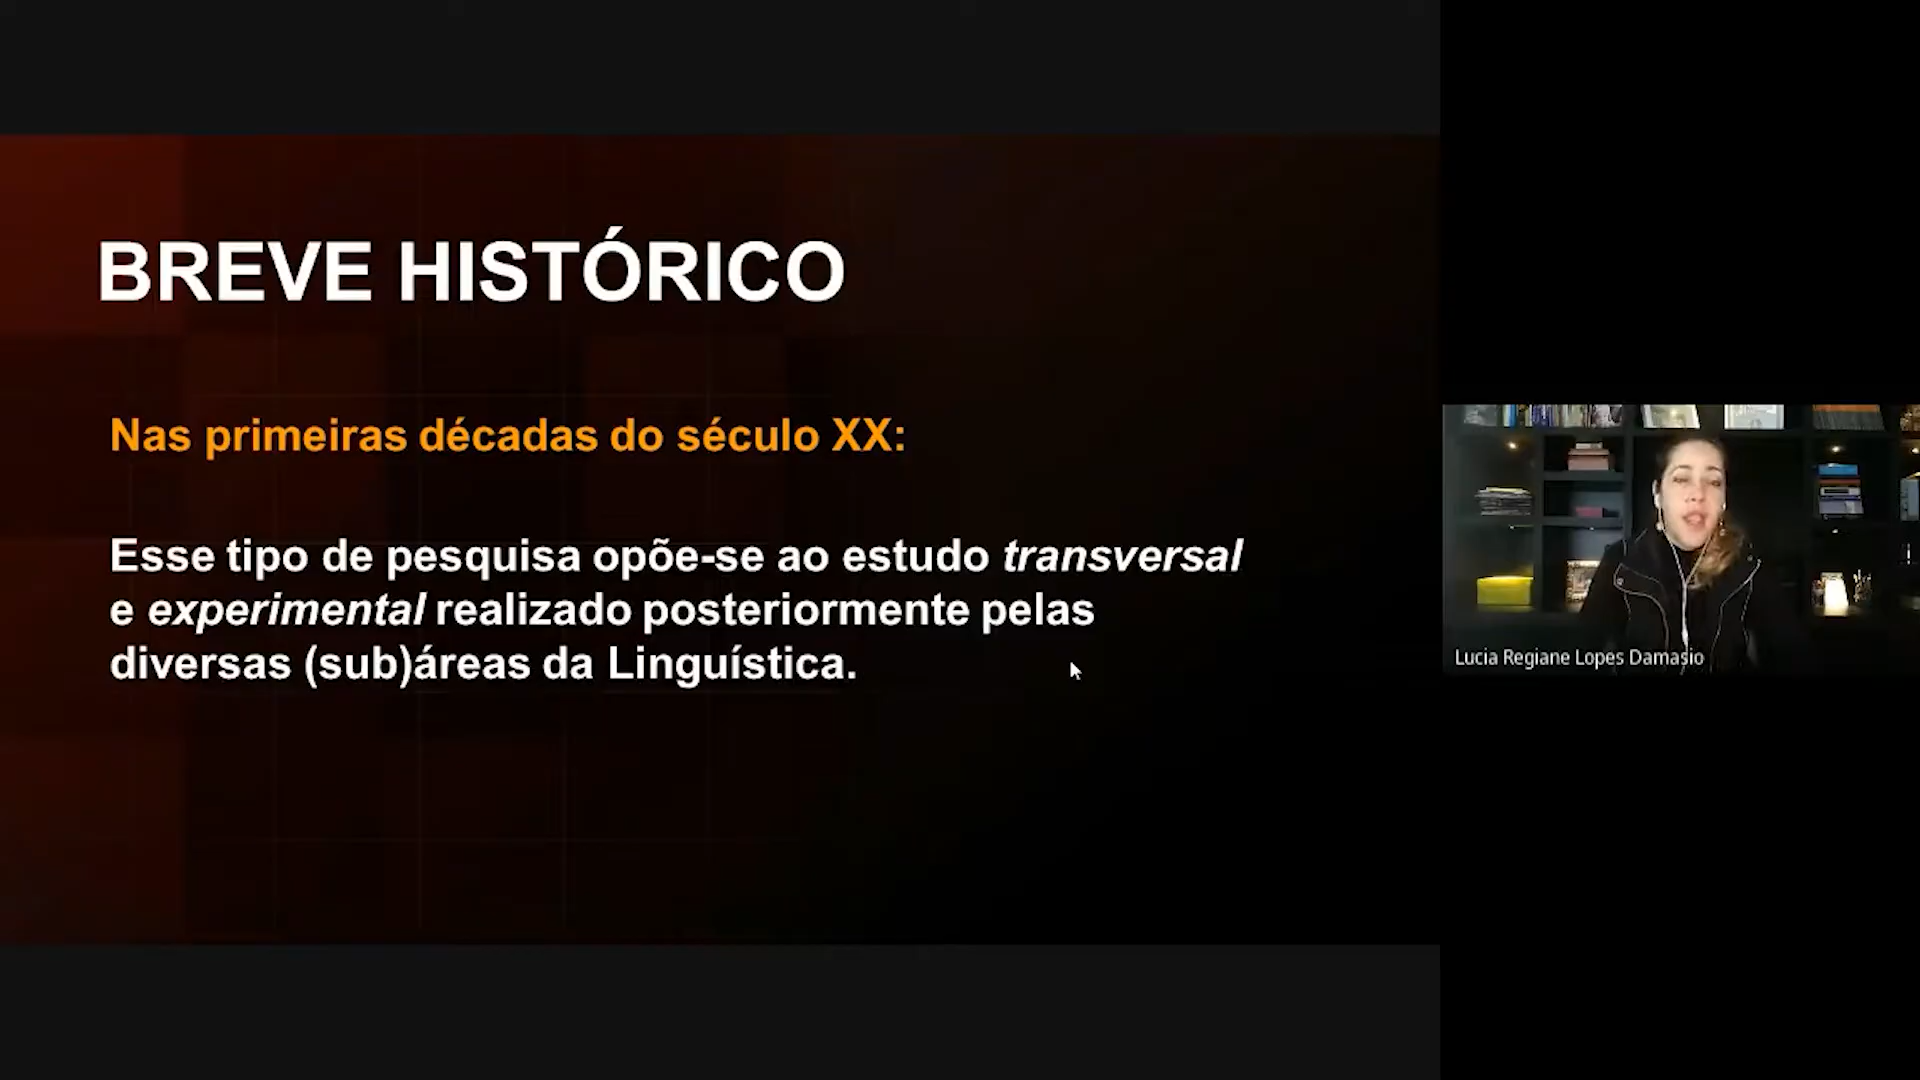 BREVE HISTÓRICO
Nas primeiras décadas do século XX:
Esse tipo de pesquisa opõe-se ao estudo transversal
e experimental realizado posteriormente pelas
diversas (sub)áreas da Linguística.
Lucia Regiane Lopes Damasio